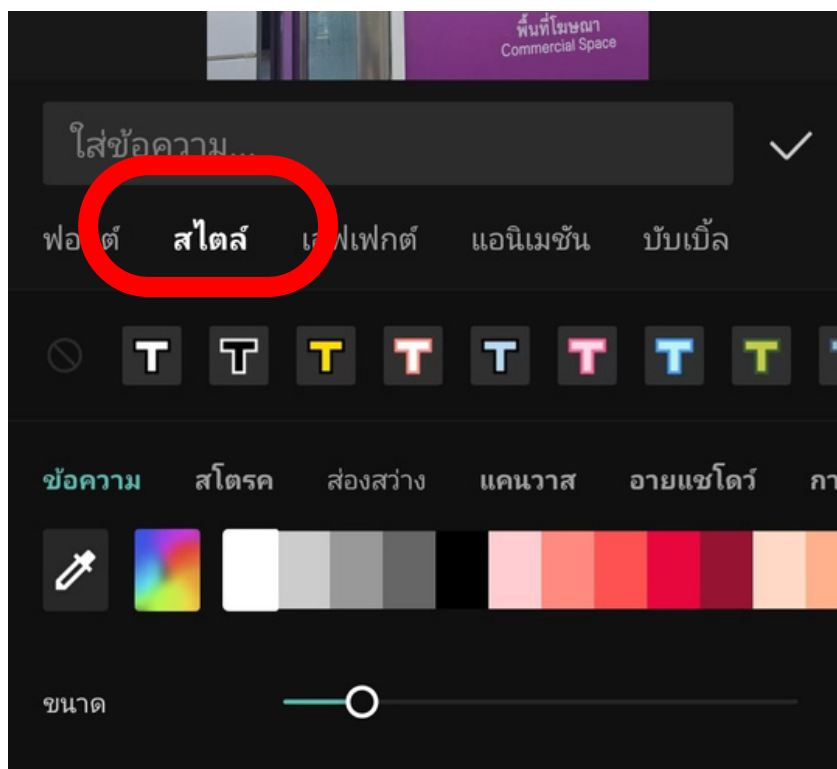 พื้นที่โฆษณา
Commercial Space
ใส่ข้อความ...
สไตล์ แอนิเมชัน บับเบิ้ล
T T T T T T T T
ข้อความ สโตรค ส่องสว่าง แคนวาส อายแชโดว์
ขนาด